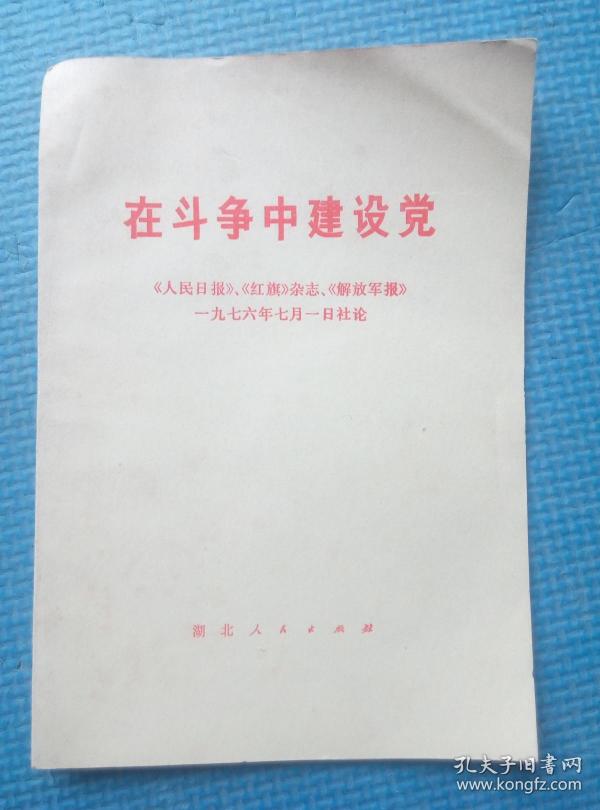 在斗争中建设党
《人民日报》、《红旗》杂志、《解放军报》
一九七六年七月一日社论
湖北人民出版社
孔夫子旧書网
www.kongfz.com